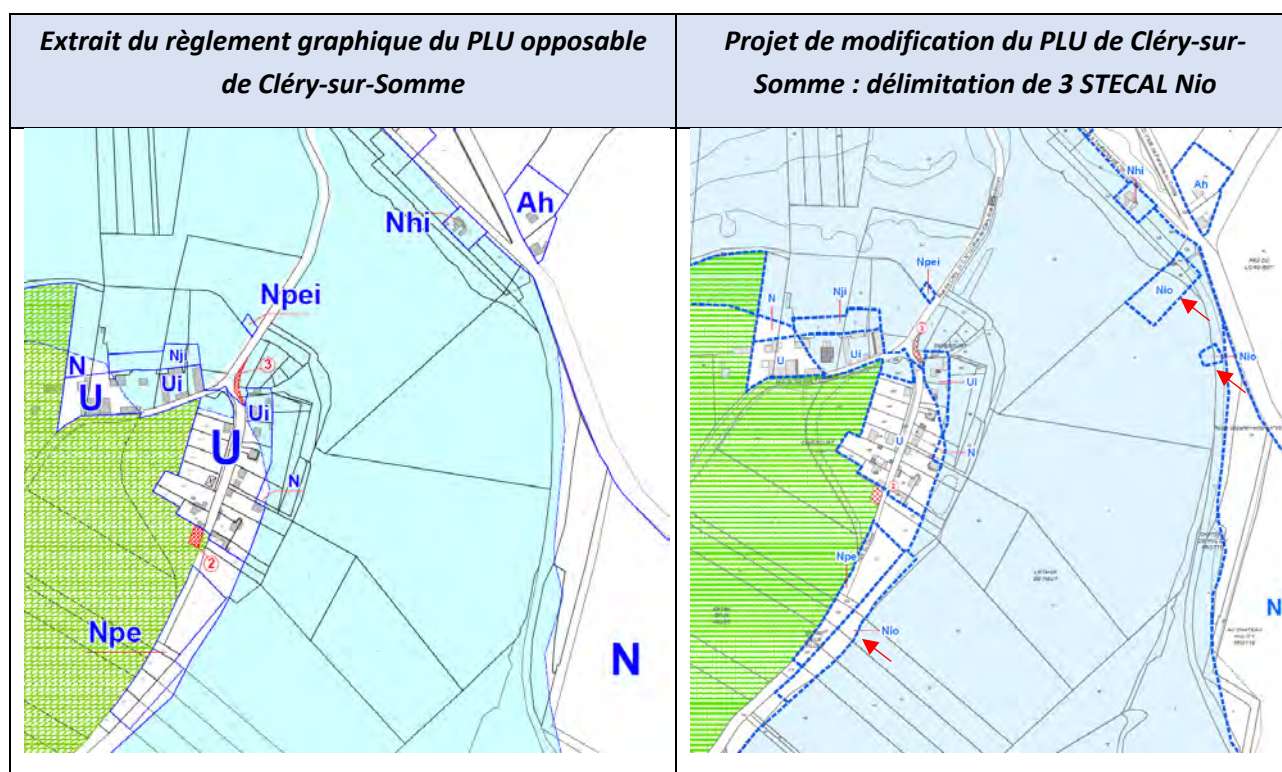 Extrait du règlement graphique du PLU opposable
de Cléry-sur-Somme
Projet de modification du PLU de Cléry-sur-
Somme : délimitation de 3 STECAL Nio
Ah
Nhi
Npei
Nji
3
N
Ui
U
Ui
U
N
2
Npe
N
Nhi
Ah
Nio
Npei
N
Nji
Nio
U
Ui
UI
U
N
Npe
Nio
N